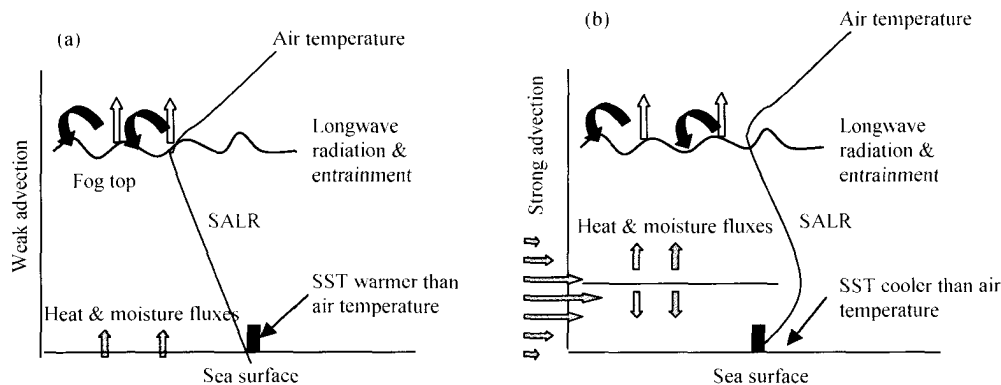 (a)
Air temperature
Weak advection
Longwave
radiation &
entrainment
Fog top
SALR
SST warmer than
air temperature
Heat & moisture fluxes
Sea surface
(b)
Air temperature
Strong advection
Longwave
radiation &
entrainment
Heat & moisture fluxes
SALR
SST cooler than air
temperature
Sea surface